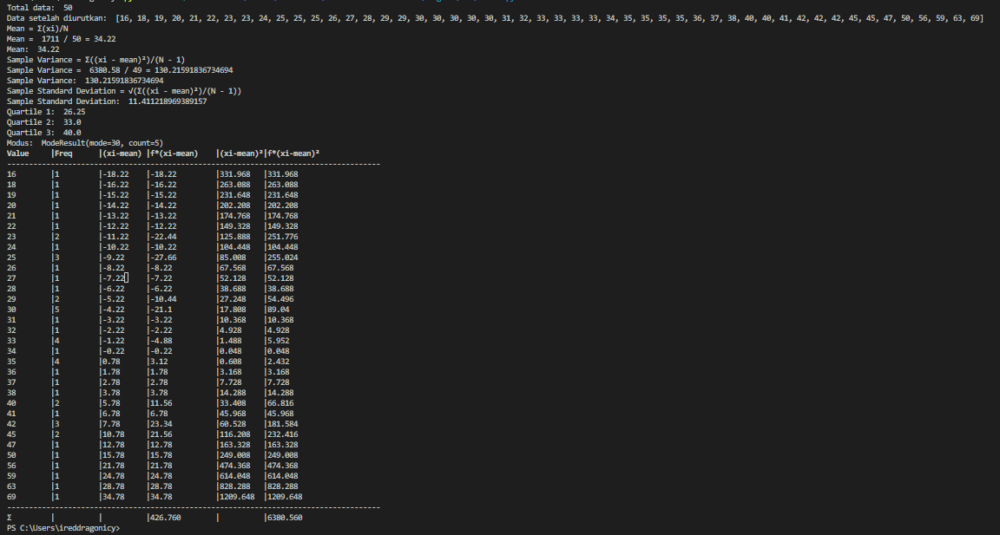 Total data:  50
Data setelah diurutkan:  [16, 18, 19, 20, 21, 22, 23, 23, 24, 25, 25, 25, 26, 27, 28, 29, 29, 30, 30, 30, 30, 30, 31, 32, 33, 33, 33, 33, 34, 35, 35, 35, 35, 36, 37, 38, 40, 40, 41, 42, 42, 42, 45, 45, 47, 50, 56, 59, 63, 69]
Mean = Σ(xi)/N
Mean =  1711 / 50 = 34.22
Mean:  34.22
Sample Variance = Σ((xi - mean)²)/(N - 1)
Sample Variance =  6380.58 / 49 = 130.21591836734694
Sample Variance:  130.21591836734694
Sample Standard Deviation = √(Σ((xi - mean)²)/(N - 1))
Sample Standard Deviation:  11.411218969389157
Quartile 1:  26.25
Quartile 2:  33.0
Quartile 3:  40.0
Modus:  ModeResult(mode=30, count=5)
Value |Freq |(xi-mean) |f*(xi-mean) |(xi-mean)²|f*(xi-mean)²
--------------------------------------------------------------------------------------
16 |1 |-18.22 |-18.22 |331.968 |331.968
18 |1 |-16.22 |-16.22 |263.088 |263.088
19 |1 |-15.22 |-15.22 |231.648 |231.648
20 |1 |-14.22 |-14.22 |202.208 |202.208
21 |1 |-13.22 |-13.22 |174.768 |174.768
22 |1 |-12.22 |-12.22 |149.328 |149.328
23 |2 |-11.22 |-22.44 |125.888 |251.776
24 |1 |-10.22 |-10.22 |104.448 |104.448
25 |3 |-9.22 |-27.66 |85.008 |255.024
26 |1 |-8.22 |-8.22 |67.568 |67.568
27 |1 |-7.22 |-7.22 |52.128 |52.128
28 |1 |-6.22 |-6.22 |38.688 |38.688
29 |2 |-5.22 |-10.44 |27.248 |54.496
30 |5 |-4.22 |-21.1 |17.808 |89.04
31 |1 |-3.22 |-3.22 |10.368 |10.368
32 |1 |-2.22 |-2.22 |4.928 |4.928
33 |4 |-1.22 |-4.88 |1.488 |5.952
34 |1 |-0.22 |-0.22 |0.048 |0.048
35 |4 |0.78 |3.12 |0.608 |2.432
36 |1 |1.78 |1.78 |3.168 |3.168
37 |1 |2.78 |2.78 |7.728 |7.728
38 |1 |3.78 |3.78 |14.288 |14.288
40 |2 |5.78 |11.56 |33.408 |66.816
41 |1 |6.78 |6.78 |45.968 |45.968
42 |3 |7.78 |23.34 |60.528 |181.584
45 |2 |10.78 |21.56 |116.208 |232.416
47 |1 |12.78 |12.78 |163.328 |163.328
50 |1 |15.78 |15.78 |249.008 |249.008
56 |1 |21.78 |21.78 |474.368 |474.368
59 |1 |24.78 |24.78 |614.048 |614.048
63 |1 |28.78 |28.78 |828.288 |828.288
69 |1 |34.78 |34.78 |1209.648 |1209.648
--------------------------------------------------------------------------------------
Σ | | |426.760 | |6380.560
PS C:\Users\ireddragonicy>